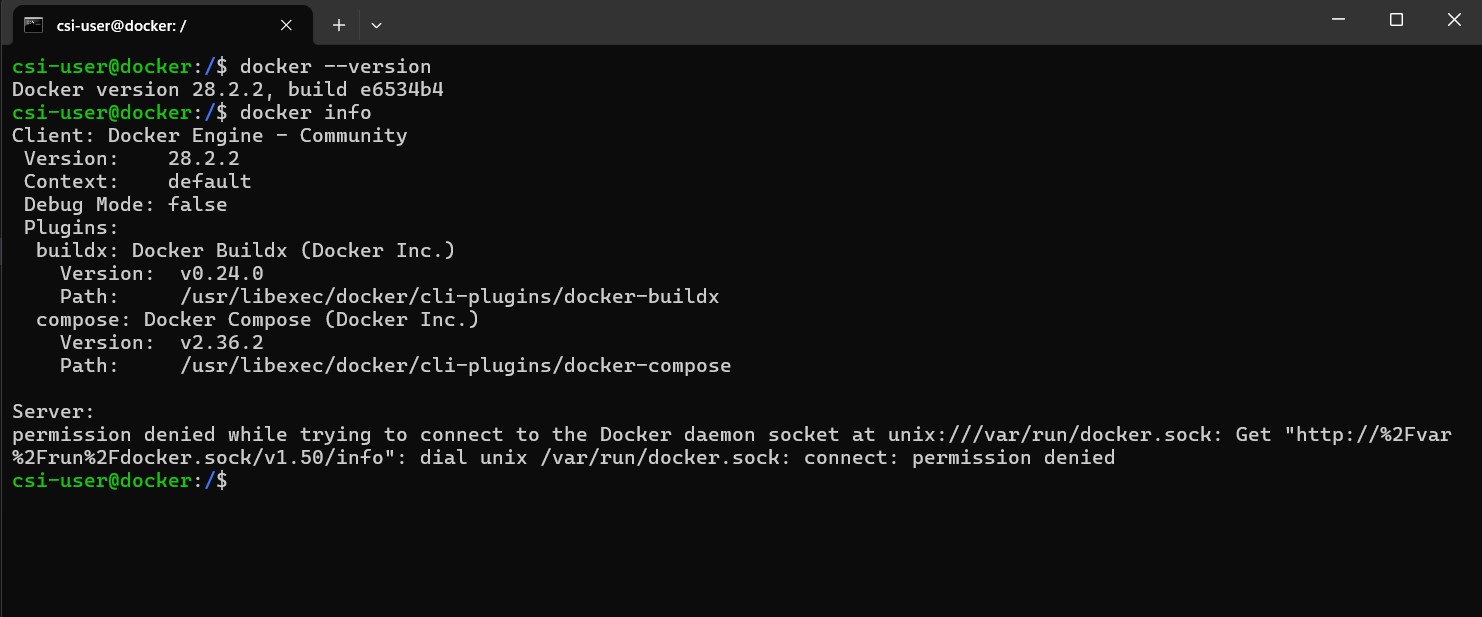 csi-user@docker: /
csi-user@docker:/$ docker --version
Docker version 28.2.2, build e6534b4
csi-user@docker:/$ docker info
Client: Docker Engine - Community
 Version:    28.2.2
 Context:    default
 Debug Mode: false
 Plugins:
  buildx: Docker Buildx (Docker Inc.)
    Version:  v0.24.0
    Path:     /usr/libexec/docker/cli-plugins/docker-buildx
  compose: Docker Compose (Docker Inc.)
    Version:  v2.36.2
    Path:     /usr/libexec/docker/cli-plugins/docker-compose

Server:
permission denied while trying to connect to the Docker daemon socket at unix:///var/run/docker.sock: Get "http://%2Fvar
%2Frun%2Fdocker.sock/v1.50/info": dial unix /var/run/docker.sock: connect: permission denied
csi-user@docker:/$